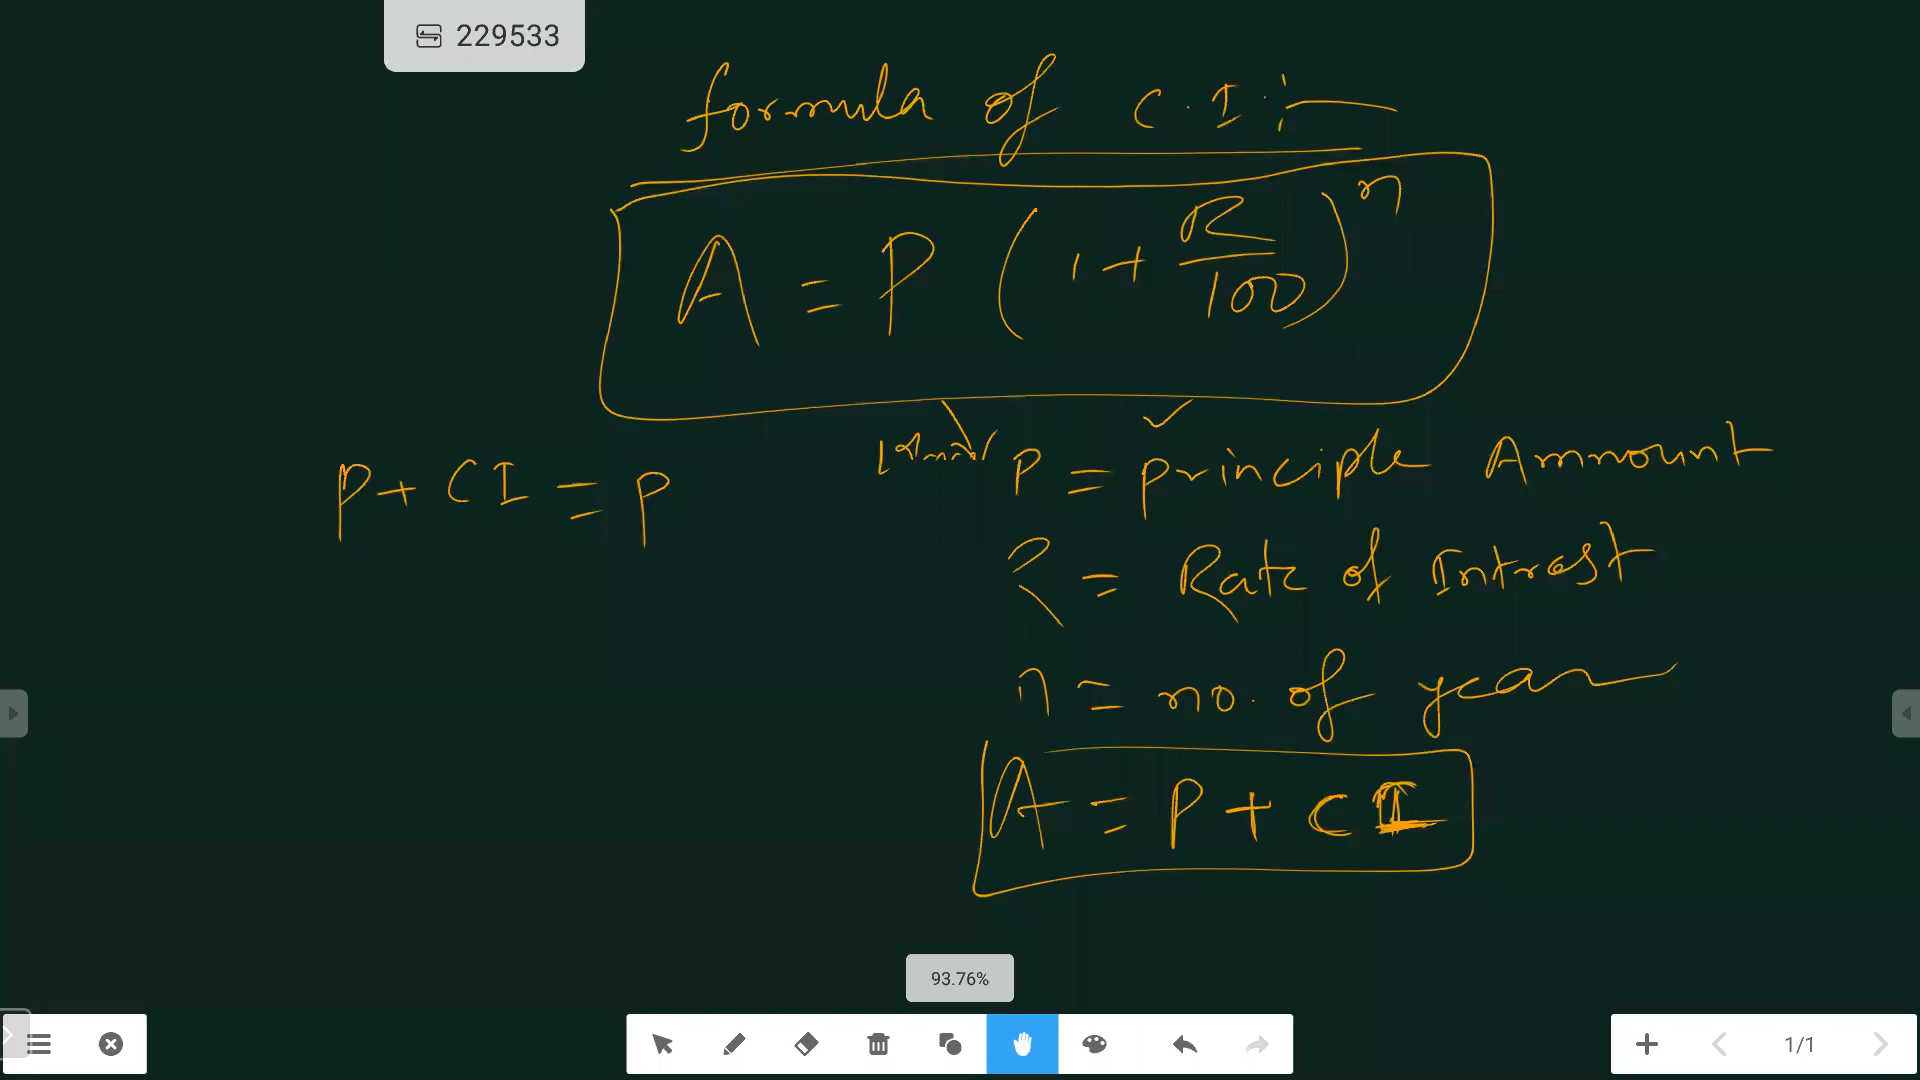 229533
formula of C.I :-
A = P (1 + R/100)^n
P = principle Ammount
P + CI = P
R = Rate of Intrest
n = no. of year
A = P + CI
93.76%
1/1